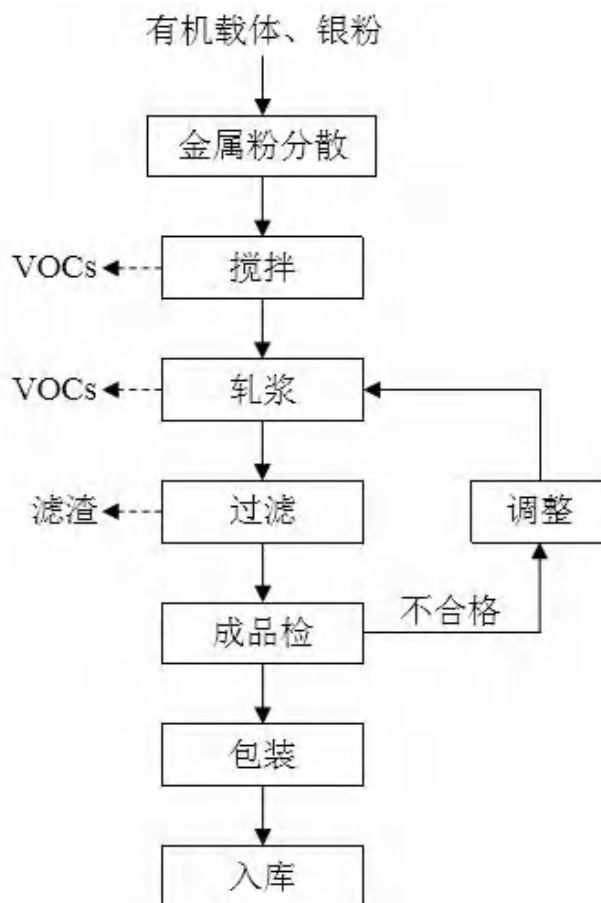 有机载体、银粉
金属粉分散
VOCs
搅拌
VOCs
轧浆
滤渣
过滤
调整
成品检
不合格
包装
入库